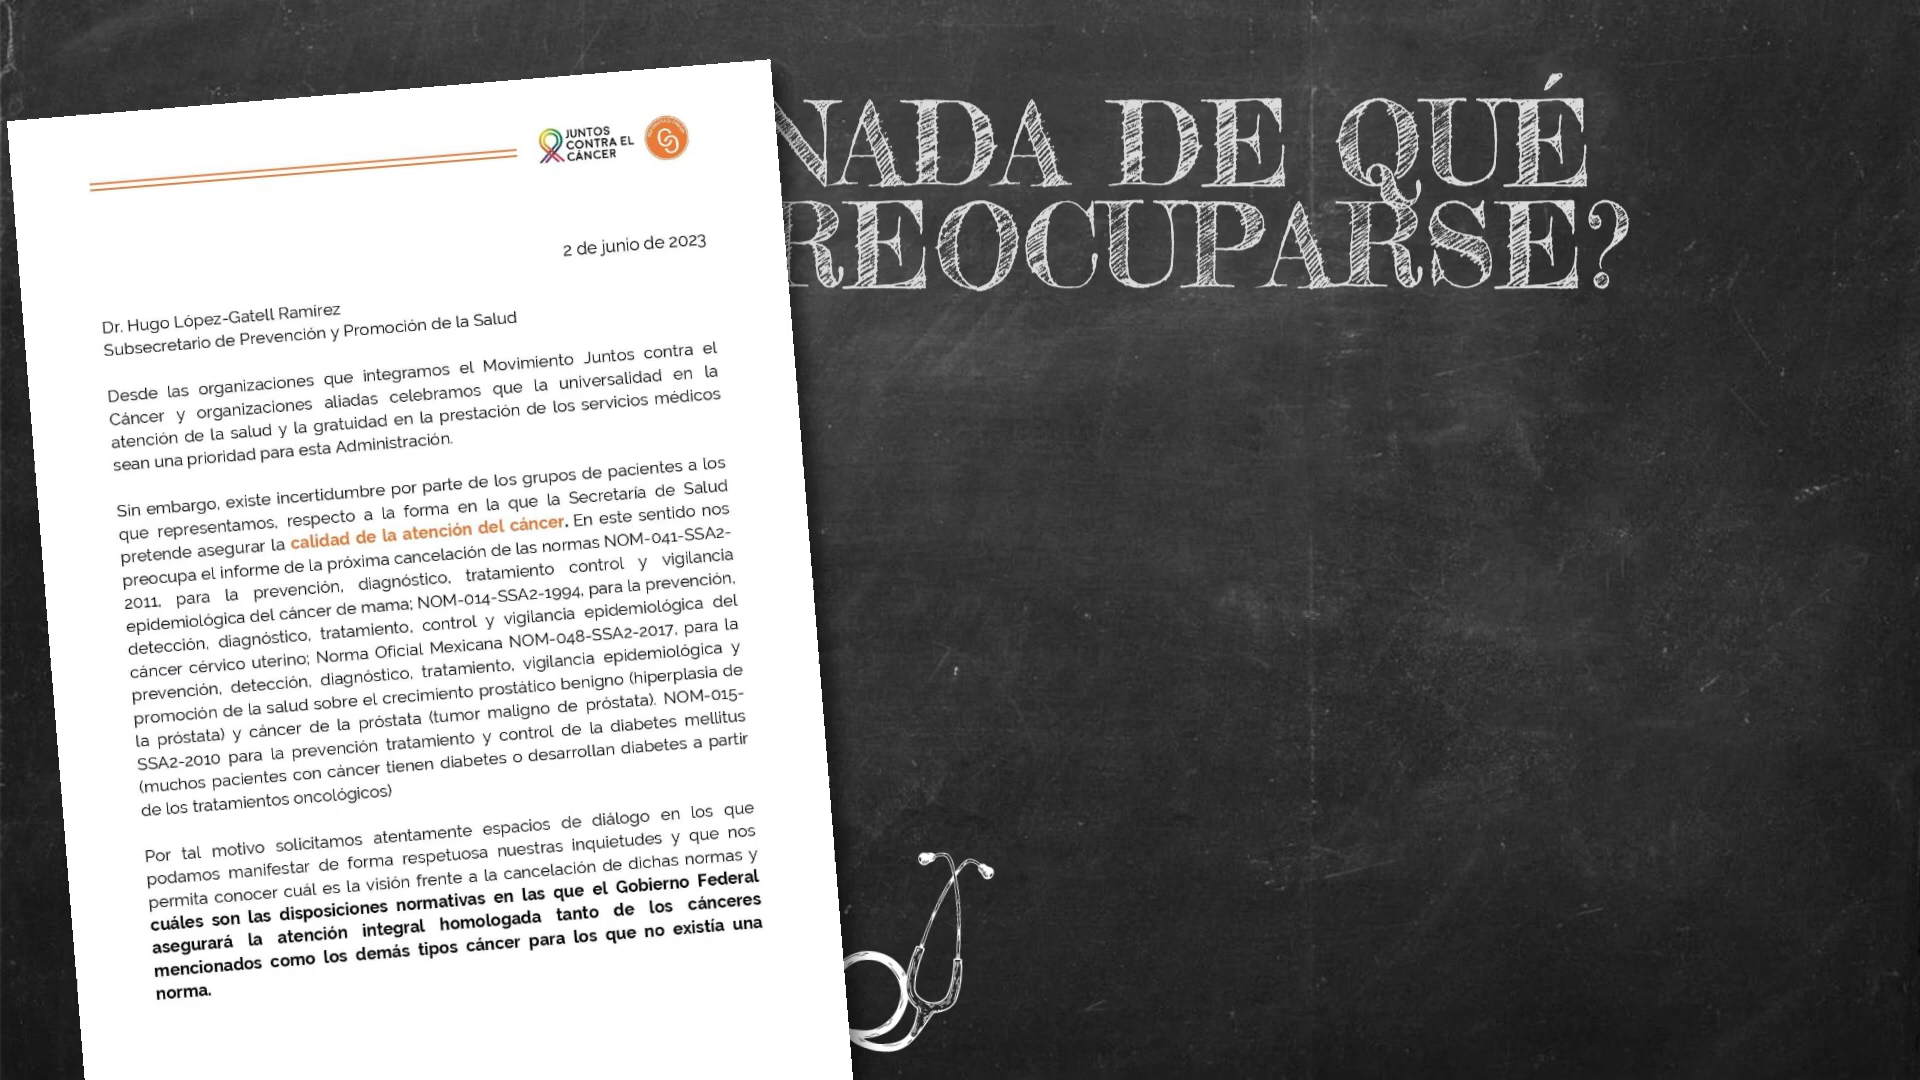 JUNTOS
CONTRA EL
CÁNCER
2 de junio de 2023
Dr. Hugo López-Gatell Ramírez
Subsecretario de Prevención y Promoción de la Salud
Desde las organizaciones que integramos el Movimiento Juntos contra el
Cáncer y organizaciones aliadas celebramos que la universalidad en la
atención de la salud y la gratuidad en la prestación de los servicios médicos
sean una prioridad para esta Administración.
Sin embargo, existe incertidumbre por parte de los grupos de pacientes a los
que representamos, respecto a la forma en la que la Secretaría de Salud
pretende asegurar la calidad de la atención del cáncer. En este sentido nos
preocupa el informe de la próxima cancelación de las normas NOM-041-SSA2-
2011, para la prevención, diagnóstico, tratamiento control y vigilancia
epidemiológica del cáncer de mama; NOM-014-SSA2-1994, para la prevención,
detección, diagnóstico, tratamiento, control y vigilancia epidemiológica del
cáncer cérvico uterino; Norma Oficial Mexicana NOM-048-SSA2-2017, para la
prevención, detección, diagnóstico, tratamiento, vigilancia epidemiológica y
promoción de la salud sobre el crecimiento prostático benigno (hiperplasia de
la próstata) y cáncer de la próstata (tumor maligno de próstata). NOM-015-
SSA2-2010 para la prevención tratamiento y control de la diabetes mellitus
(muchos pacientes con cáncer tienen diabetes o desarrollan diabetes a partir
de los tratamientos oncológicos)
Por tal motivo solicitamos atentamente espacios de diálogo en los que
podamos manifestar de forma respetuosa nuestras inquietudes y que nos
permita conocer cuál es la visión frente a la cancelación de dichas normas y
cuáles son las disposiciones normativas en las que el Gobierno Federal
asegurará la atención integral homologada tanto de los cánceres
mencionados como los demás tipos cáncer para los que no existía una
norma.
NADA DE QUÉ
REOCUPARSE?